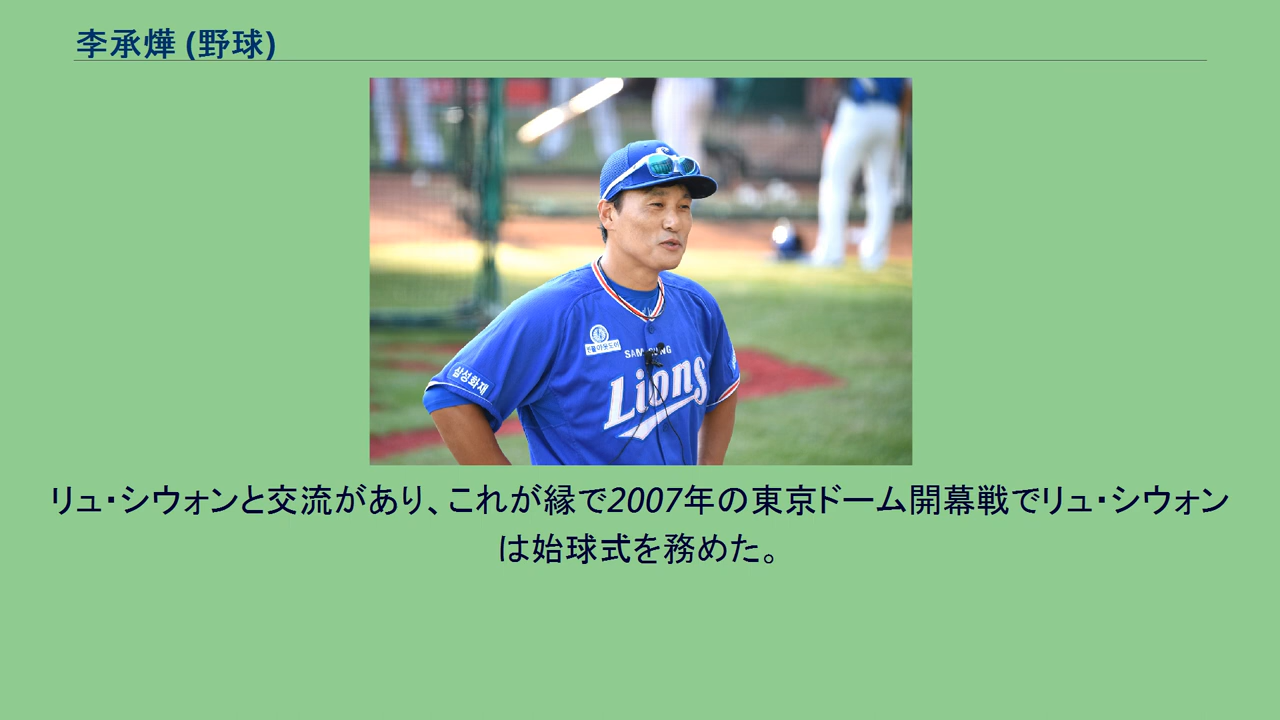 李承燁 (野球)
SAMSUNG
Lions
삼성화재
リュ・シウォンと交流があり、これが縁で2007年の東京ドーム開幕戦でリュ・シウォン
は始球式を務めた。